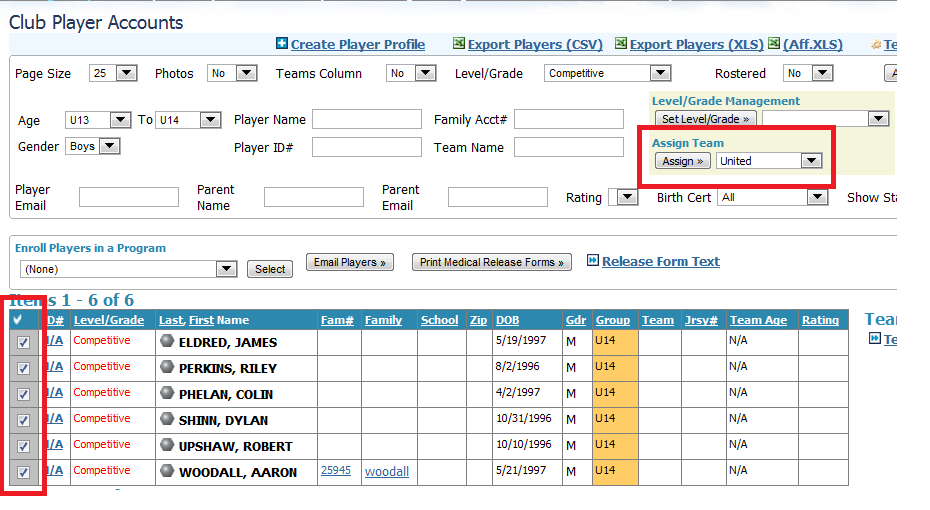 Club Player Accounts
Create Player Profile Export Players (CSV) Export Players (XLS) (Aff.XLS) Te
Page Size 25 Photos No Teams Column No Level/Grade Competitive Rostered No A
Level/Grade Management
Age U13 To U14 Player Name Family Acct# Set Level/Grade »
Gender Boys Player ID# Team Name Assign Team
Assign » United
Player Email Parent Name Parent Email Rating Birth Cert All Show Sta
Enroll Players in a Program
(None) Select Email Players » Print Medical Release Forms » Release Form Text
Items 1 - 6 of 6
ID# Level/Grade Last, First Name Fam# Family School Zip DOB Gdr Group Team Jrsy# Team Age Rating Tea
N/A Competitive ELDRED, JAMES 5/19/1997 M U14 N/A Te
N/A Competitive PERKINS, RILEY 8/2/1996 M U14 N/A
N/A Competitive PHELAN, COLIN 4/2/1997 M U14 N/A
N/A Competitive SHINN, DYLAN 10/31/1996 M U14 N/A
N/A Competitive UPSHAW, ROBERT 10/10/1996 M U14 N/A
N/A Competitive WOODALL, AARON 25945 woodall 5/21/1997 M U14 N/A